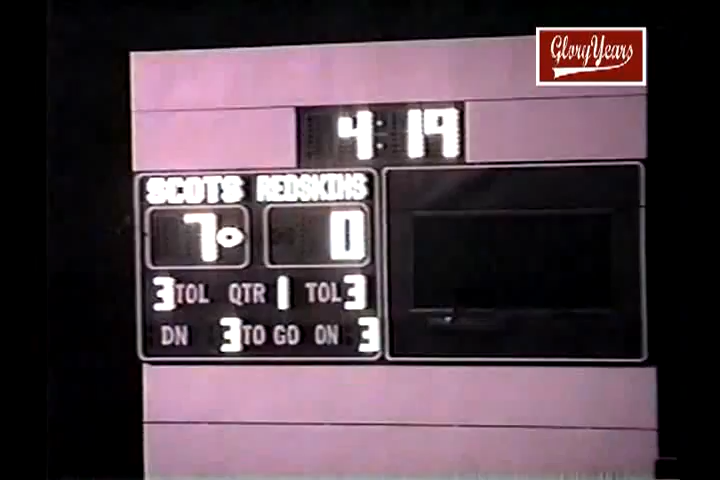 Glory Years
4:19
SCOTS REDSKINS
7 0
3 TOL QTR 1 TOL 3
DN 3 TO GO ON 3